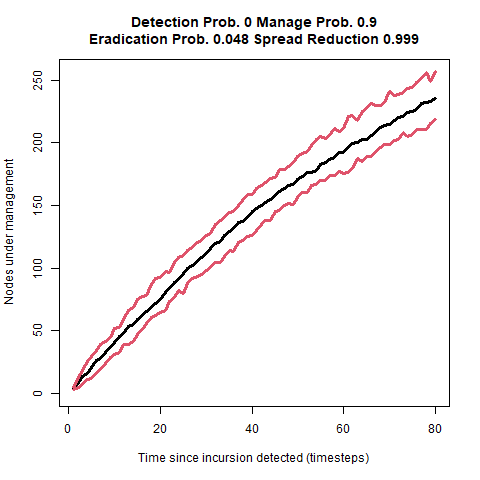 Detection Prob. 0 Manage Prob. 0.9
Eradication Prob. 0.048 Spread Reduction 0.999
250
200
150
100
50
0
Nodes under management
0 20 40 60 80
Time since incursion detected (timesteps)